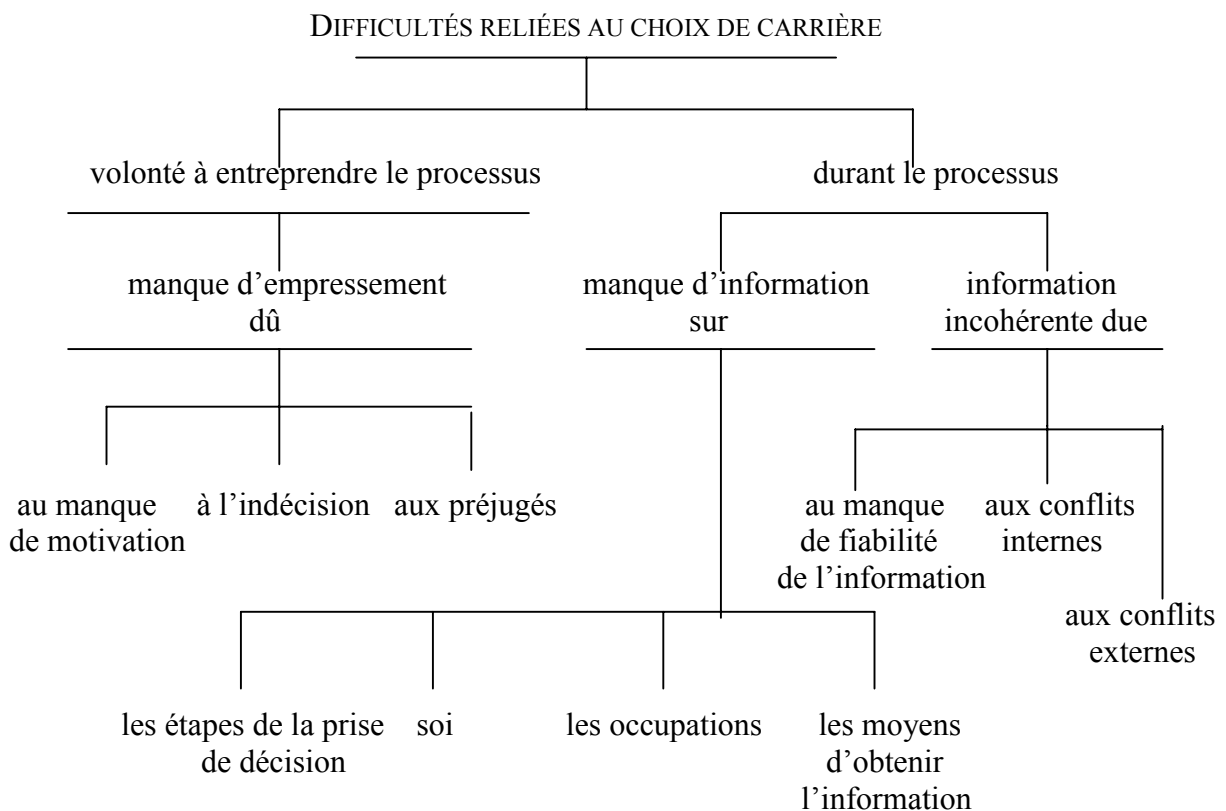 DIFFICULTÉS RELIÉES AU CHOIX DE CARRIÈRE
volonté à entreprendre le processus
durant le processus
manque d’empressement
dû
manque d’information
sur
information
incohérente due
au manque
de motivation
à l’indécision
aux préjugés
au manque
de fiabilité
de l’information
aux conflits
internes
aux conflits
externes
les étapes de la prise
de décision
soi
les occupations
les moyens
d’obtenir
l’information